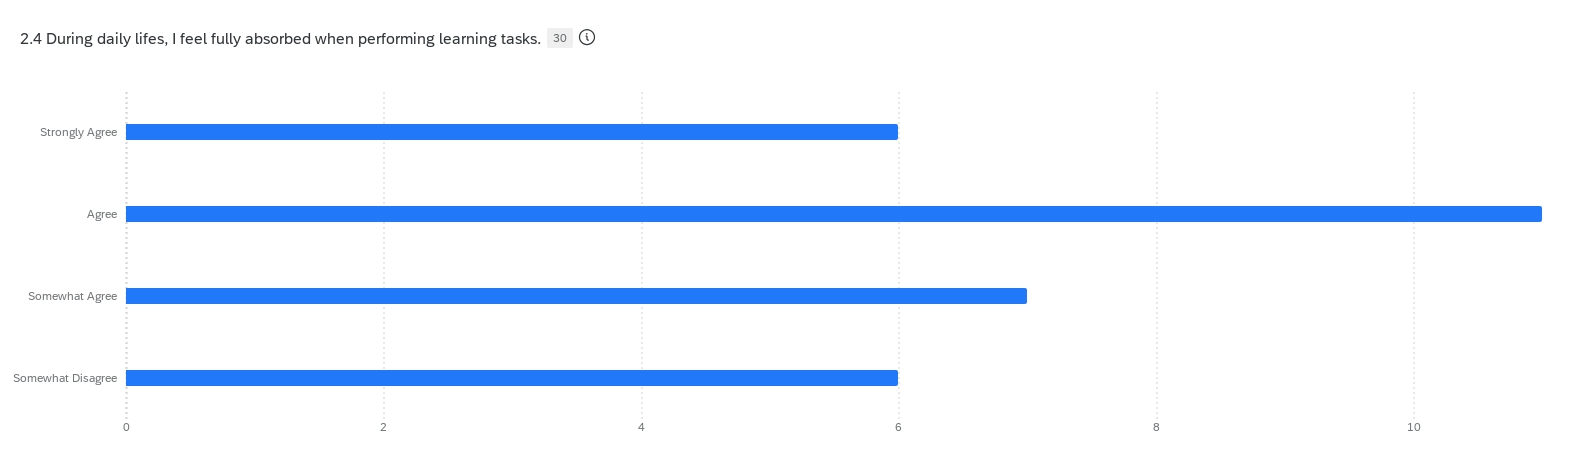 2.4 During daily lifes, I feel fully absorbed when performing learning tasks. 30
Strongly Agree
Agree
Somewhat Agree
Somewhat Disagree
0 2 4 6 8 10